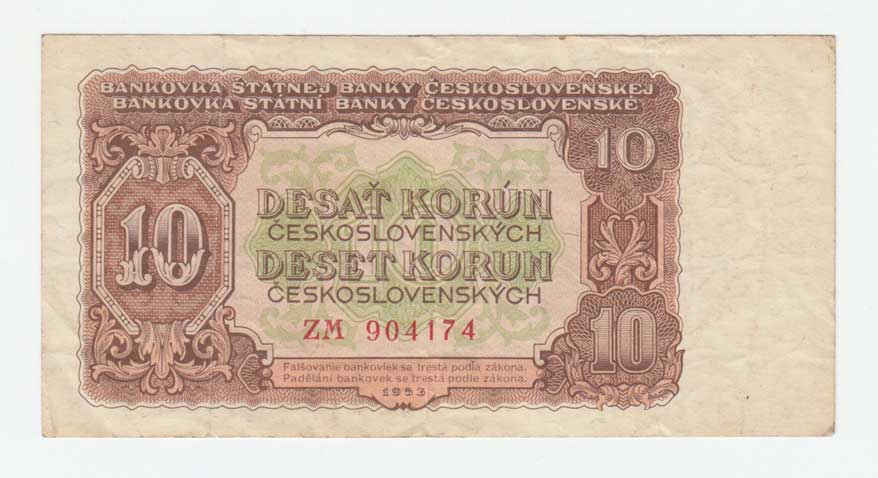 BANKOVKA ŠTÁTNEJ BANKY ČESKOSLOVENSKEJ
BANKOVKA STÁTNÍ BANKY ČESKOSLOVENSKÉ
10
10
DESAŤ KORÚN
ČESKOSLOVENSKÝCH
DESET KORUN
ČESKOSLOVENSKÝCH
10
ZM 904174
10
Falšovanie bankoviek sa trestá podľa zákona.
Padělání bankovek se trestá podle zákona.
1953